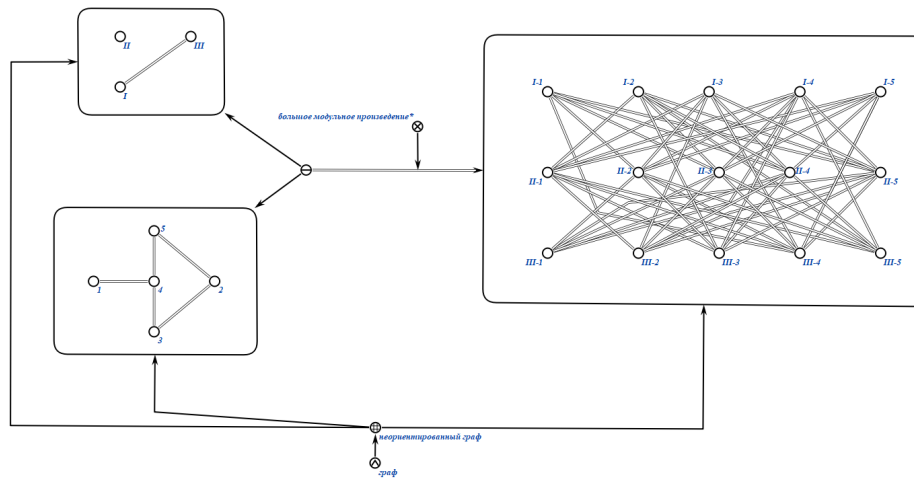 II
III
I
большое модульное произведение*
I-1
I-2
I-3
I-4
I-5
II-1
II-2
II-3
II-4
II-5
III-1
III-2
III-3
III-4
III-5
5
1
4
2
3
неориентированный граф
граф